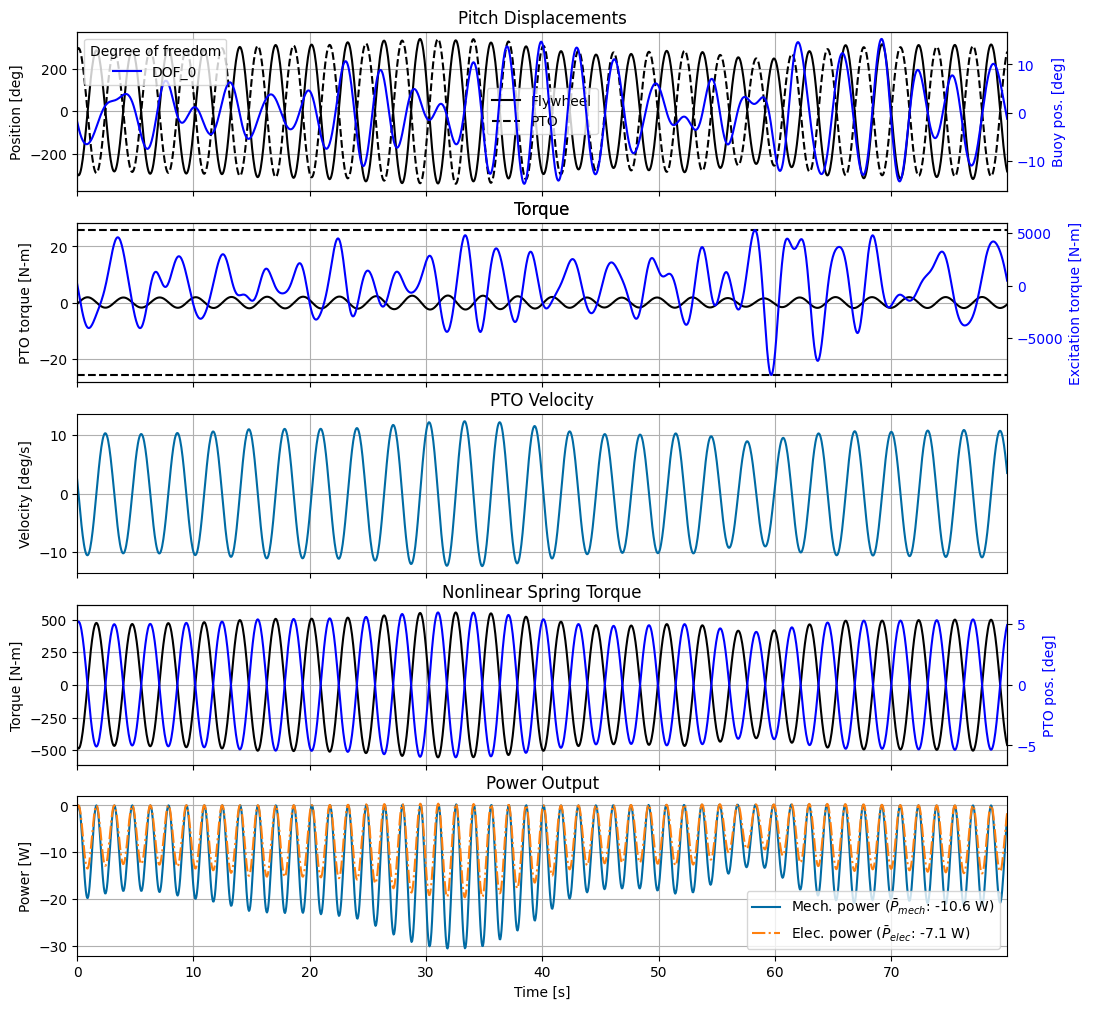 Pitch Displacements
Position [deg]
200
0
−200
Degree of freedom
DOF_0
Flywheel
PTO
10
0
−10
Buoy pos. [deg]
Torque
PTO torque [N-m]
20
0
−20
5000
0
−5000
Excitation torque [N-m]
PTO Velocity
Velocity [deg/s]
10
0
−10
Nonlinear Spring Torque
Torque [N-m]
500
250
0
−250
−500
5
0
−5
PTO pos. [deg]
Power Output
Power [W]
0
−10
−20
−30
Mech. power (P̄mech: -10.6 W)
Elec. power (P̄elec: -7.1 W)
0 10 20 30 40 50 60 70
Time [s]